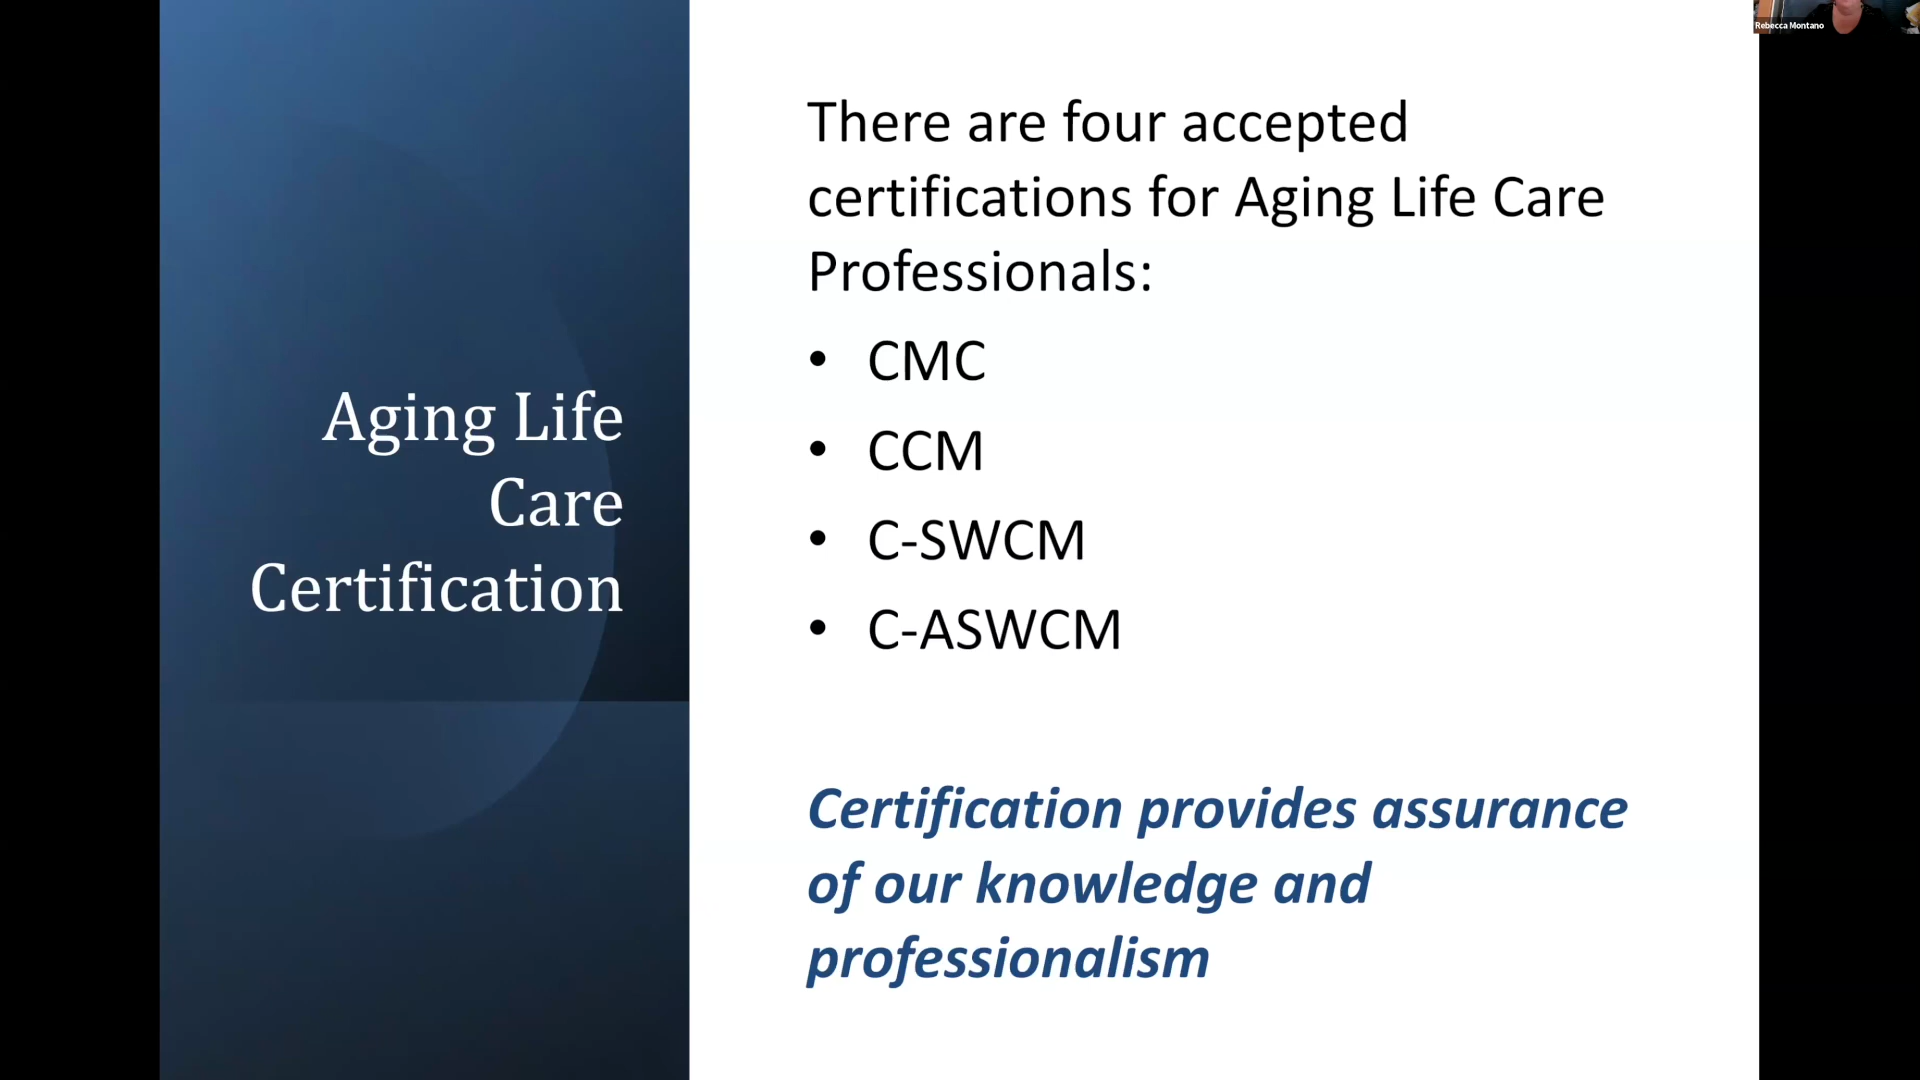 Rebecca Montano
Aging Life
Care
Certification
There are four accepted
certifications for Aging Life Care
Professionals:
• CMC
• CCM
• C-SWCM
• C-ASWCM
Certification provides assurance
of our knowledge and
professionalism